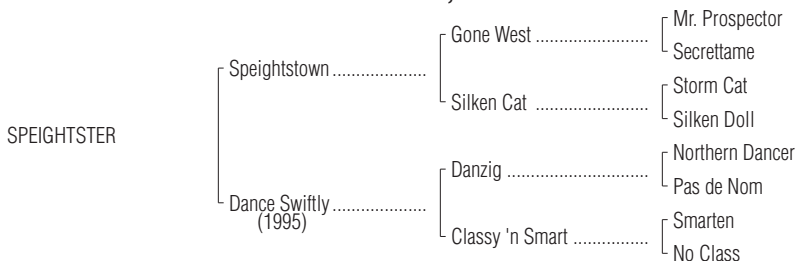 Mr. Prospector
Gone West ........................
Secrettame
Speightstown ....................
Storm Cat
Silken Cat ........................
Silken Doll
SPEIGHTSTER
Northern Dancer
Danzig ..............................
Pas de Nom
Dance Swiftly ....................
(1995)
Smarten
Classy 'n Smart ................
No Class